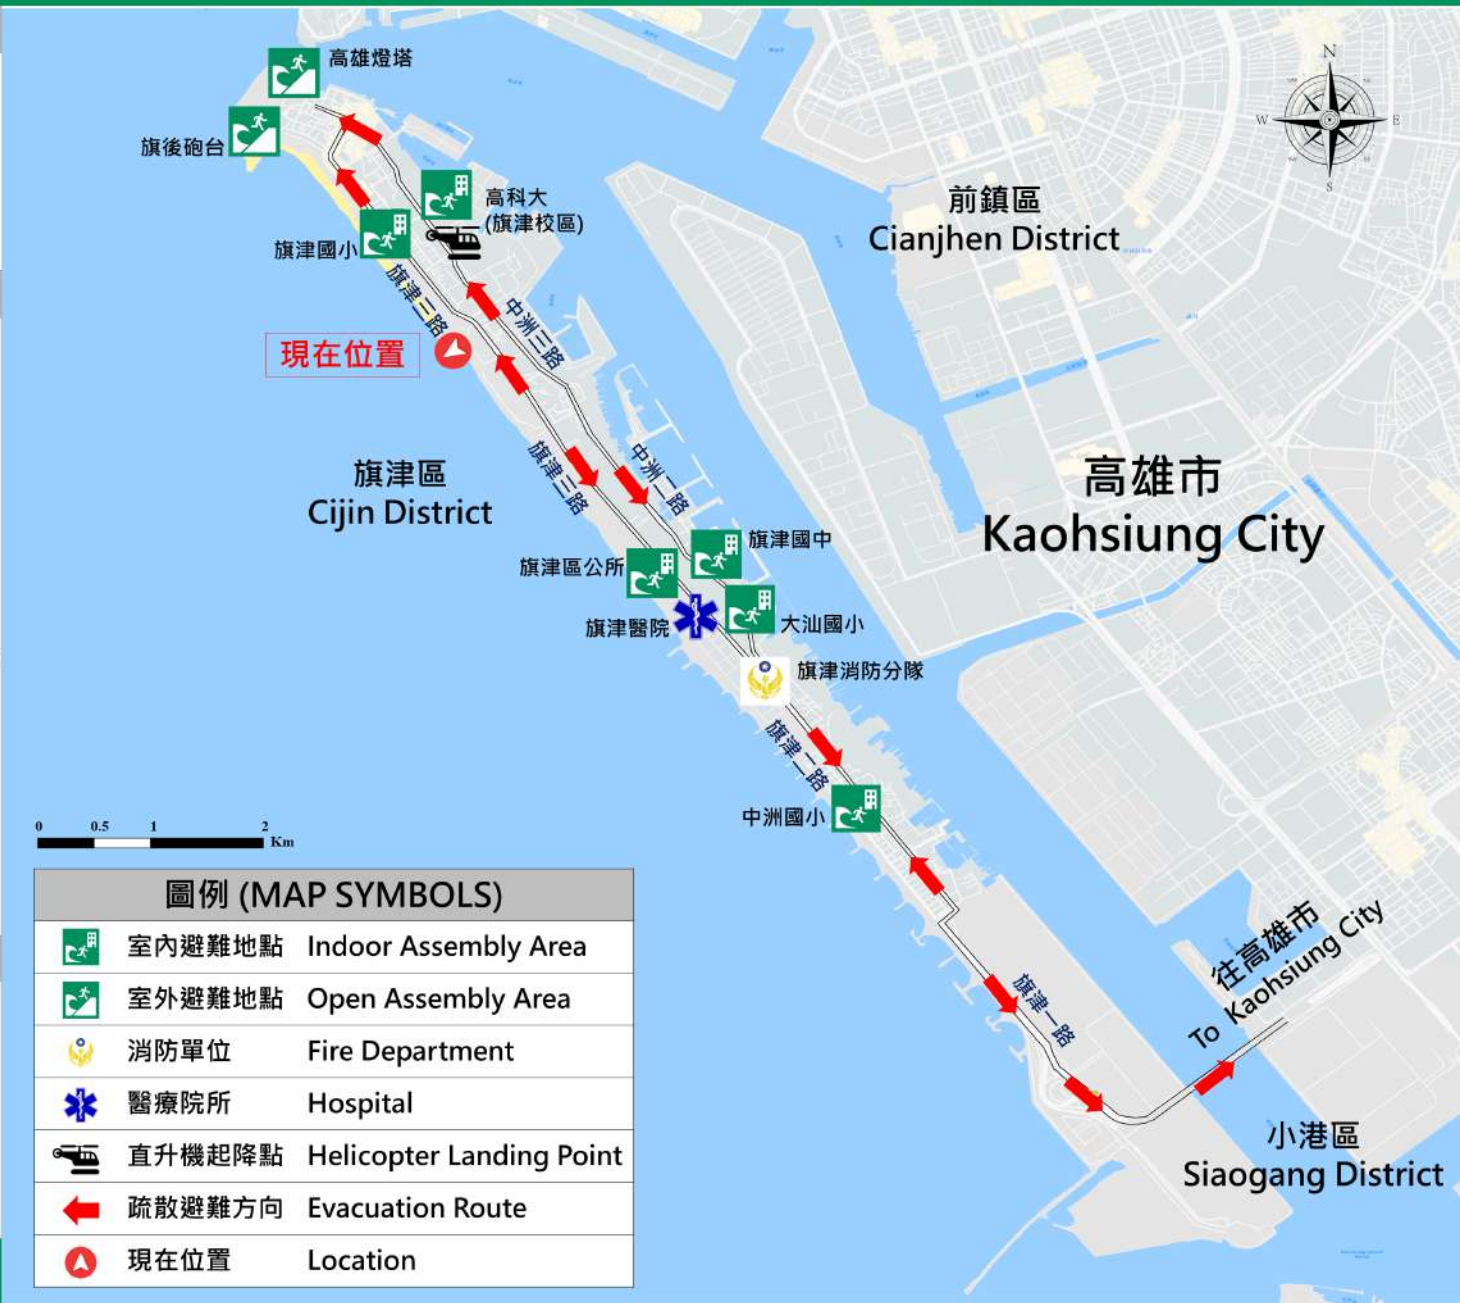 高雄燈塔
旗後砲台
高科大
(旗津校區)
旗津國小
旗津三路
中洲三路
現在位置
旗津區
Cijin District
旗津三路
中洲二路
旗津國中
旗津區公所
大汕國小
旗津醫院
旗津消防分隊
旗津二路
中洲國小
旗津一路
前鎮區
Cianjhen District
高雄市
Kaohsiung City
往高雄市
To Kaohsiung City
小港區
Siaogang District
N
W
E
S
0 0.5 1 2
Km
圖例 (MAP SYMBOLS)
室內避難地點 Indoor Assembly Area
室外避難地點 Open Assembly Area
消防單位 Fire Department
醫療院所 Hospital
直升機起降點 Helicopter Landing Point
疏散避難方向 Evacuation Route
現在位置 Location